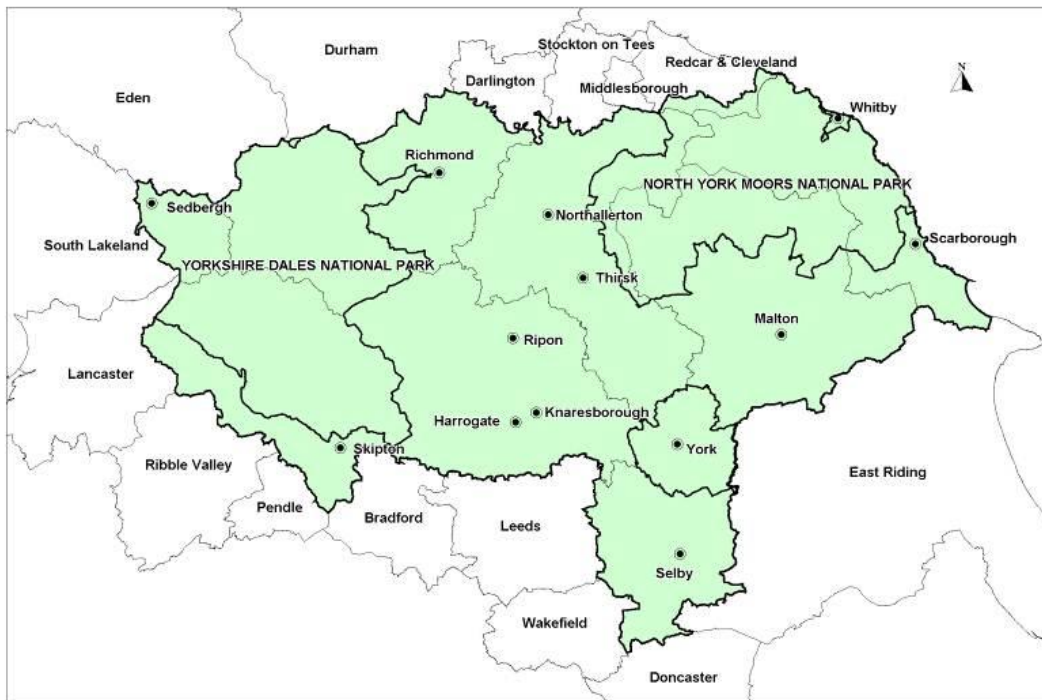 Durham
Stockton on Tees
Redcar & Cleveland
Darlington
N
Eden
Middlesborough
Whitby
Richmond
NORTH YORK MOORS NATIONAL PARK
Sedbergh
Northallerton
South Lakeland
Scarborough
YORKSHIRE DALES NATIONAL PARK
Thirsk
Malton
Ripon
Lancaster
Knaresborough
Harrogate
Skipton
York
Ribble Valley
East Riding
Pendle
Bradford
Leeds
Selby
Wakefield
Doncaster